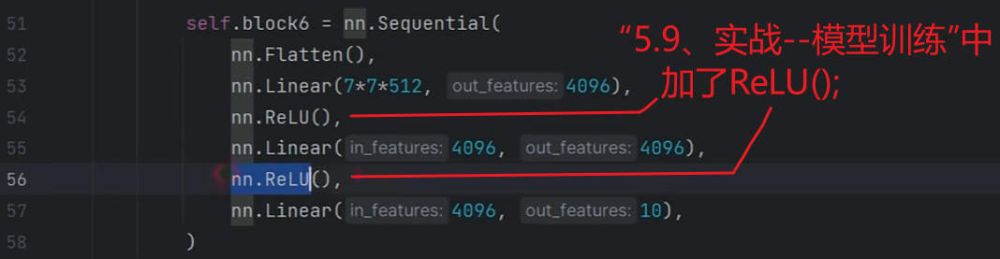 51 self.block6 = nn.Sequential(
52 nn.Flatten(),
53 nn.Linear(7*7*512, out_features: 4096),
54 nn.ReLU(),
55 nn.Linear(in_features: 4096, out_features: 4096),
56 nn.ReLU(),
57 nn.Linear(in_features: 4096, out_features: 10),
58 )
“5.9、实战--模型训练”中
加了ReLU();